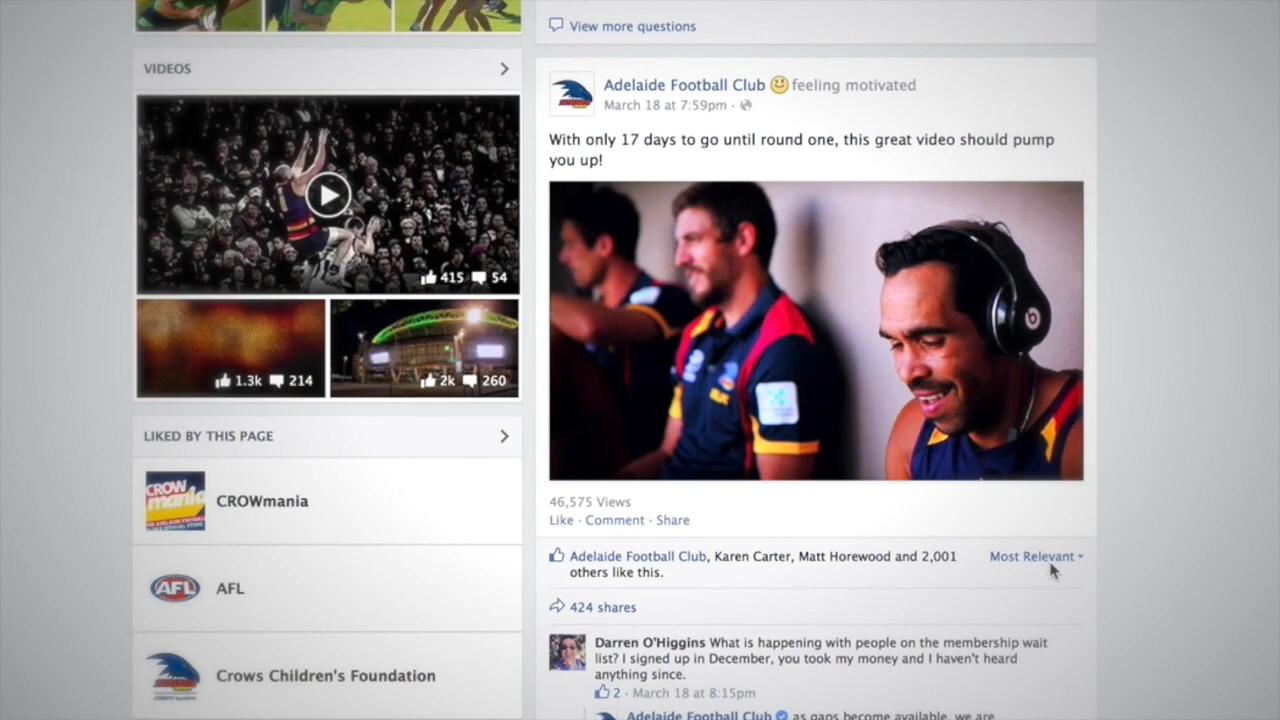 VIDEOS
415 54
1.3k 214
2k 260
LIKED BY THIS PAGE
CROW
mania
CROWmania
AFL
AFL
Crows Children's Foundation
View more questions
Adelaide Football Club feeling motivated
March 18 at 7:59pm ·
With only 17 days to go until round one, this great video should pump
you up!
46,575 Views
Like · Comment · Share
Adelaide Football Club, Karen Carter, Matt Horewood and 2,001
others like this.
Most Relevant
424 shares
Darren O'Higgins What is happening with people on the membership wait
list? I signed up in December, you took my money and I haven't heard
anything since.
2 · March 18 at 8:15pm
Adelaide Football Club as gaps become available, we are